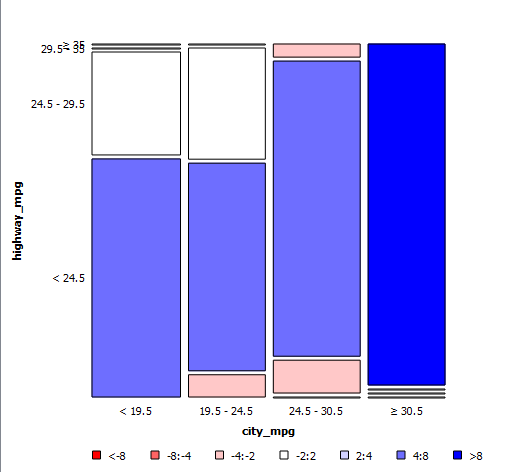 ≥ 35
29.5 - 35
24.5 - 29.5
highway_mpg
< 24.5
< 19.5
19.5 - 24.5
24.5 - 30.5
≥ 30.5
city_mpg
<-8
-8:-4
-4:-2
-2:2
2:4
4:8
>8